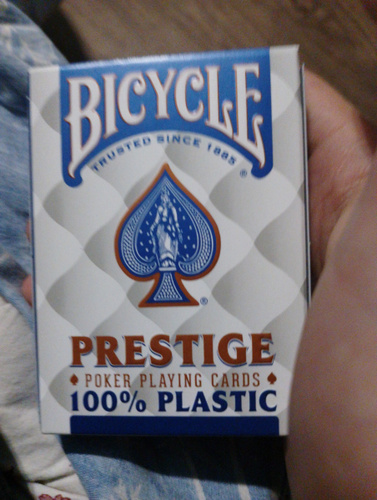 BICYCLE
TRUSTED SINCE 1885
®
®
PRESTIGE
♦ POKER PLAYING CARDS ♠
100% PLASTIC